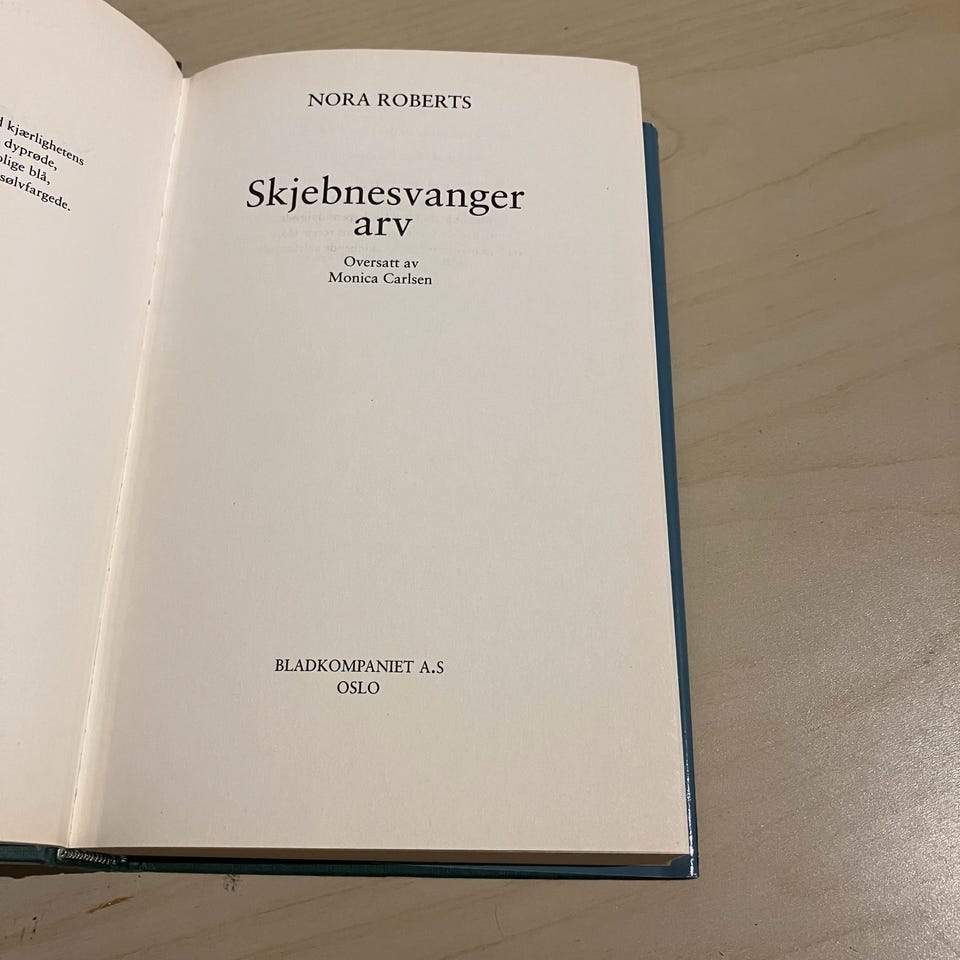 kjærlighetens
dyprøde,
blå,
sølvfargede.
NORA ROBERTS
Skjebnesvanger
arv
Oversatt av
Monica Carlsen
BLADKOMPANIET A.S
OSLO